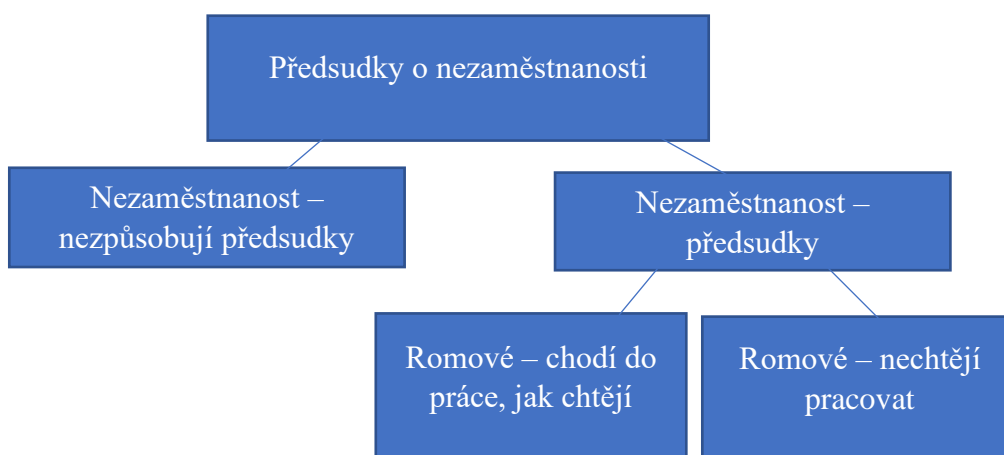 Předsudky o nezaměstnanosti
Nezaměstnanost –
nezpůsobují předsudky
Nezaměstnanost –
předsudky
Romové – chodí do
práce, jak chtějí
Romové – nechtějí
pracovat